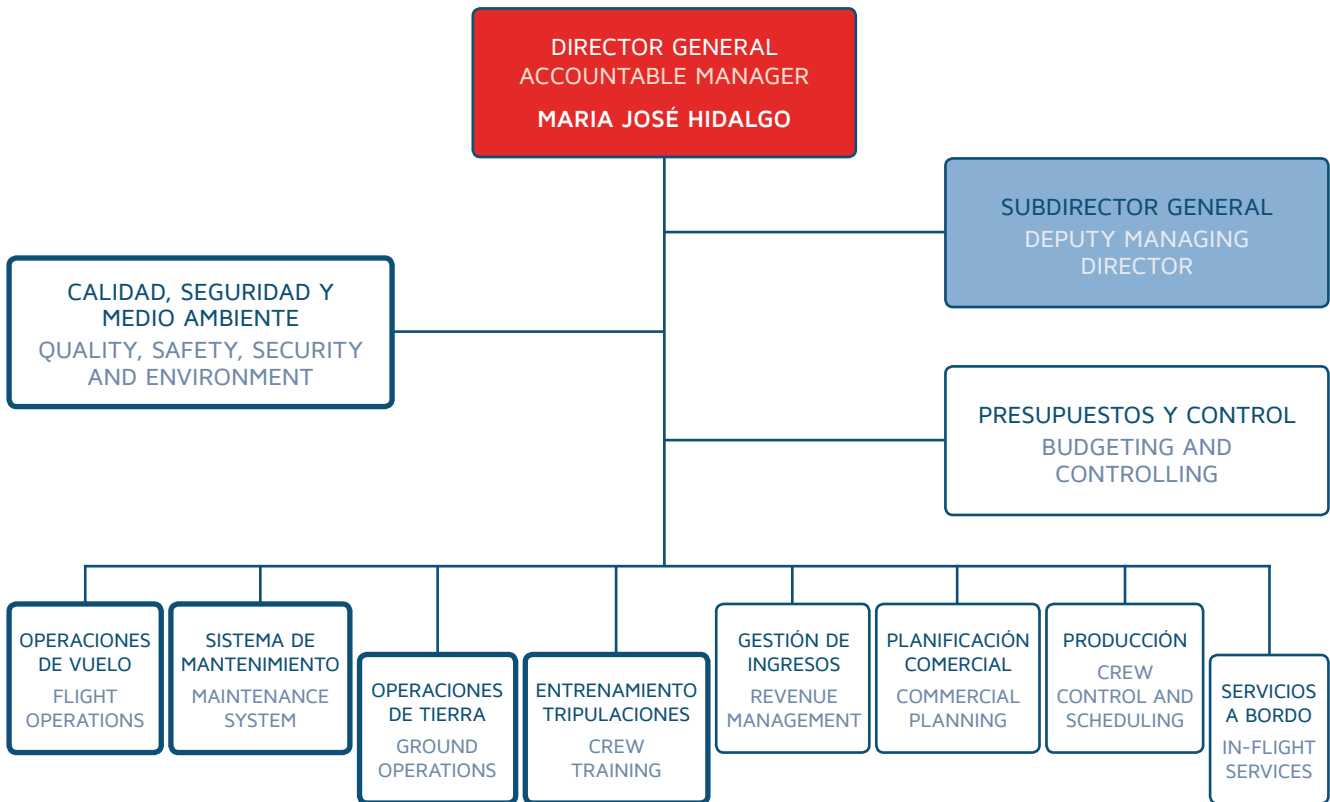 DIRECTOR GENERAL
ACCOUNTABLE MANAGER
MARIA JOSÉ HIDALGO
SUBDIRECTOR GENERAL
DEPUTY MANAGING
DIRECTOR
CALIDAD, SEGURIDAD Y
MEDIO AMBIENTE
QUALITY, SAFETY, SECURITY
AND ENVIRONMENT
PRESUPUESTOS Y CONTROL
BUDGETING AND
CONTROLLING
OPERACIONES
DE VUELO
FLIGHT
OPERATIONS
SISTEMA DE
MANTENIMIENTO
MAINTENANCE
SYSTEM
OPERACIONES
DE TIERRA
GROUND
OPERATIONS
ENTRENAMIENTO
TRIPULACIONES
CREW
TRAINING
GESTIÓN DE
INGRESOS
REVENUE
MANAGEMENT
PLANIFICACIÓN
COMERCIAL
COMMERCIAL
PLANNING
PRODUCCIÓN
CREW
CONTROL AND
SCHEDULING
SERVICIOS
A BORDO
IN-FLIGHT
SERVICES